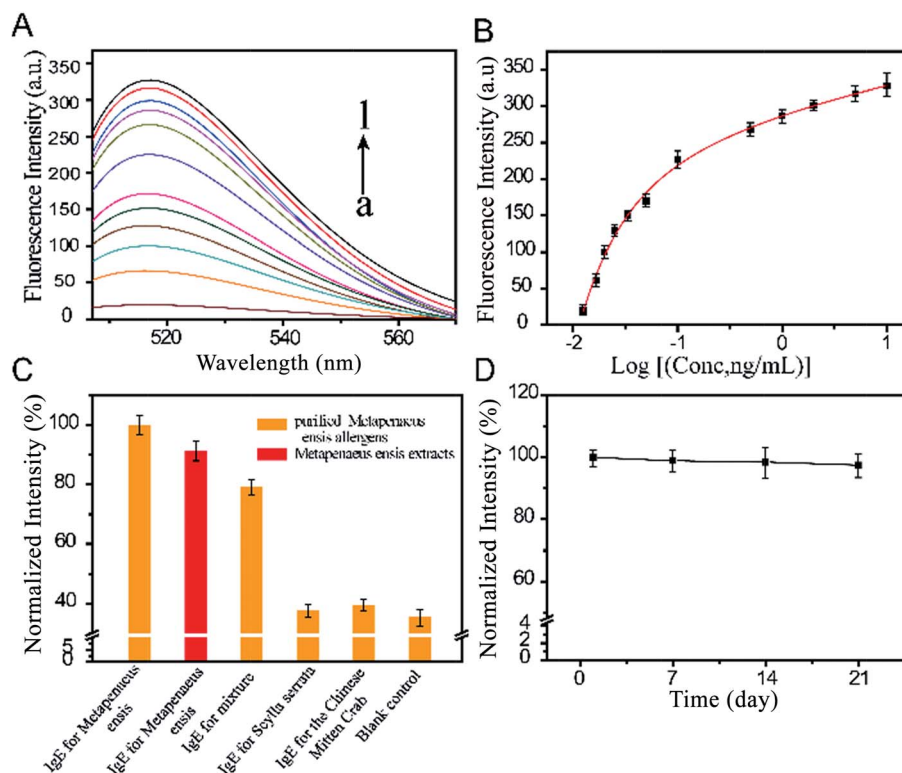 A
350
300
250
200
150
100
50
0
Fluorescence Intensity (a.u.)
1
a
520
540
560
Wavelength (nm)
B
350
300
250
200
150
100
50
0
Fluorescence Intensity (a.u)
-2
-1
0
1
Log [(Conc,ng/mL)]
C
100
80
60
40
5
0
Normalized Intensity (%)
purified Metapenaeus
ensis allergens
Metapenaeus ensis extracts
IgE for Metapenueus
ensis
IgE for Metapenaeus
ensis
IgE for mixture
IgE for Scylla serrata
IgE for the Chinese
Mitten Crab
Blank control
D
120
100
80
60
4
2
0
Normalized Intensity (%)
0
7
14
21
Time (day)